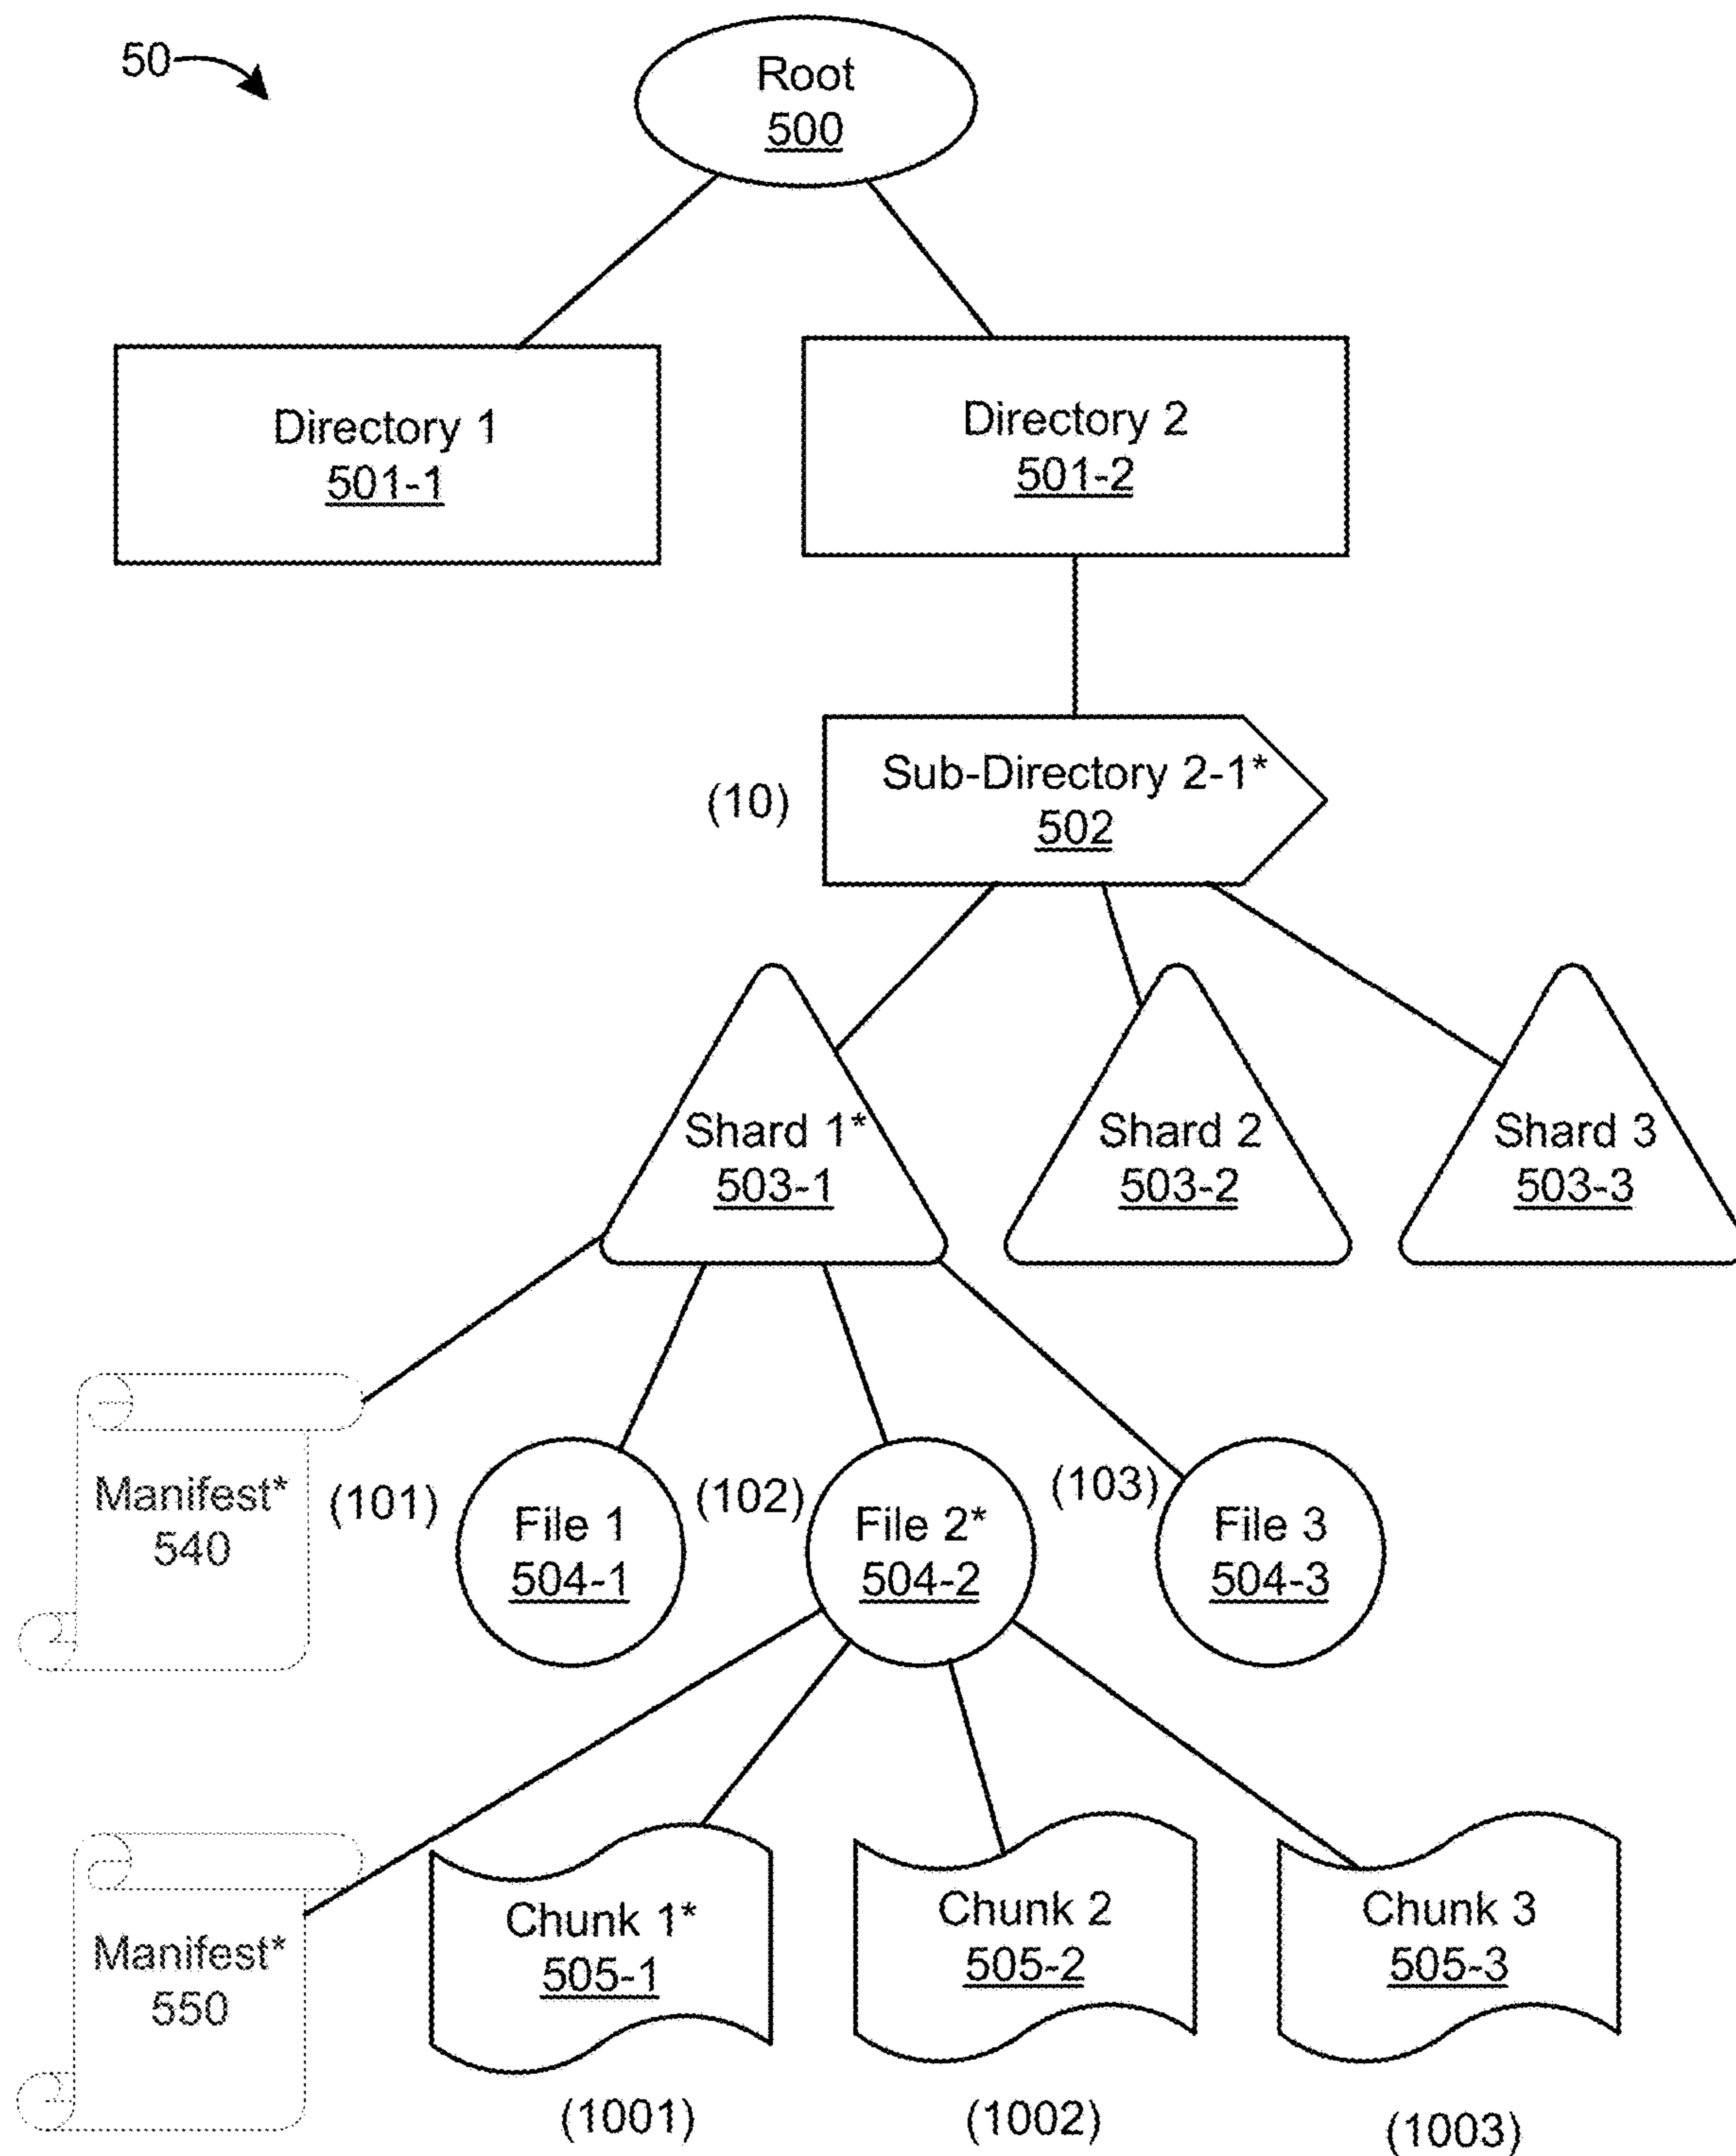 50
Root
500
Directory 1
501-1
Directory 2
501-2
(10)
Sub-Directory 2-1*
502
Shard 1*
503-1
Shard 2
503-2
Shard 3
503-3
Manifest*
540
(101)
File 1
504-1
(102)
File 2*
504-2
(103)
File 3
504-3
Manifest*
550
Chunk 1*
505-1
Chunk 2
505-2
Chunk 3
505-3
(1001)
(1002)
(1003)